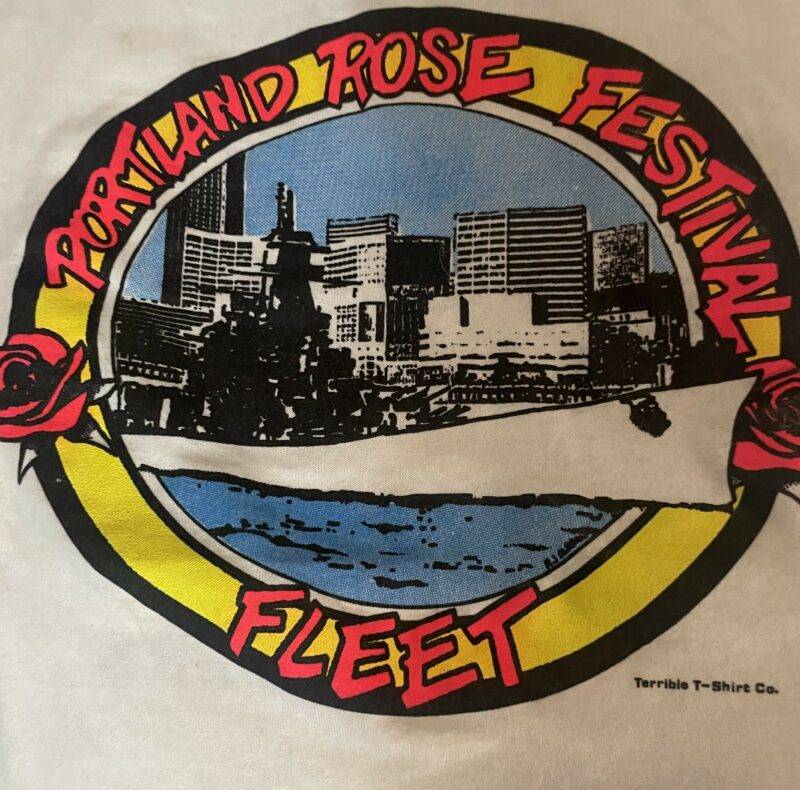 PORTLAND ROSE FESTIVAL
FLEET
Terrible T-Shirt Co.